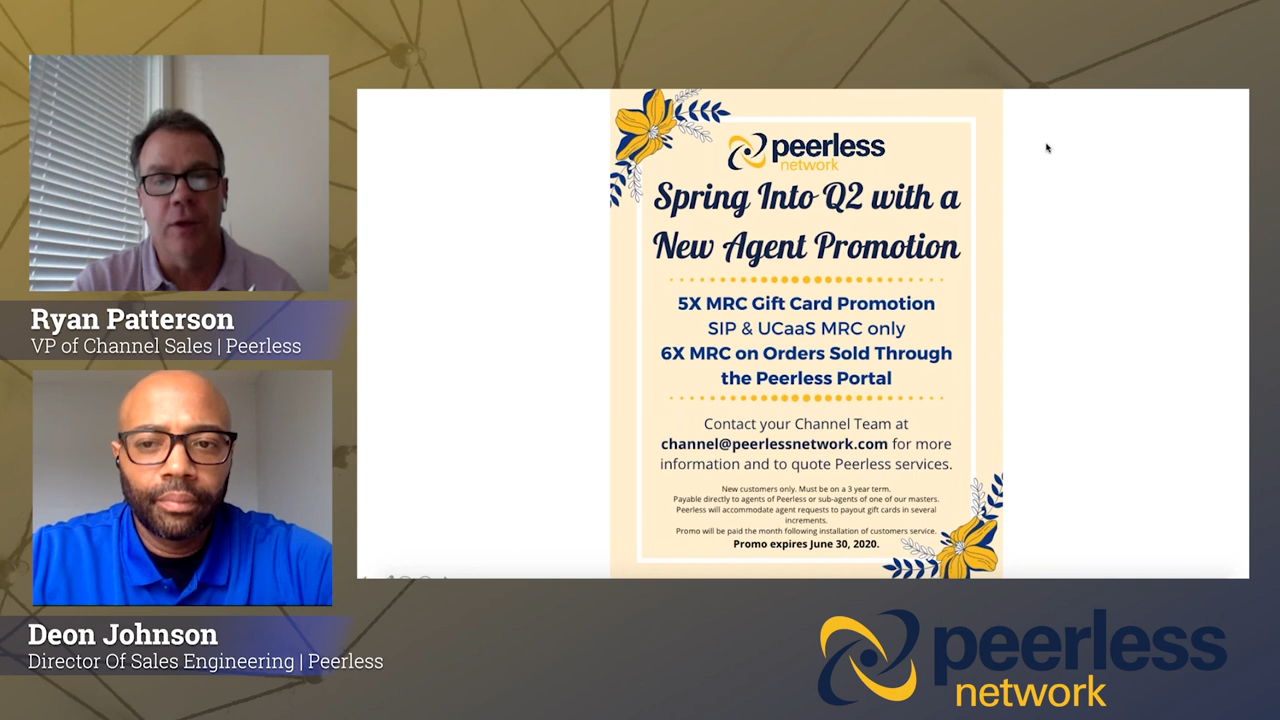 Ryan Patterson
VP of Channel Sales | Peerless
Deon Johnson
Director Of Sales Engineering | Peerless
peerless
network
Spring Into Q2 with a
New Agent Promotion
5X MRC Gift Card Promotion
SIP & UCaaS MRC only
6X MRC on Orders Sold Through
the Peerless Portal
Contact your Channel Team at
channel@peerlessnetwork.com for more
information and to quote Peerless services.
New customers only. Must be on a 3 year term.
Payable directly to agents of Peerless or sub-agents of one of our masters.
Peerless will accommodate agent requests to payout gift cards in several
increments.
Promo will be paid the month following installation of customers service.
Promo expires June 30, 2020.
peerless
network